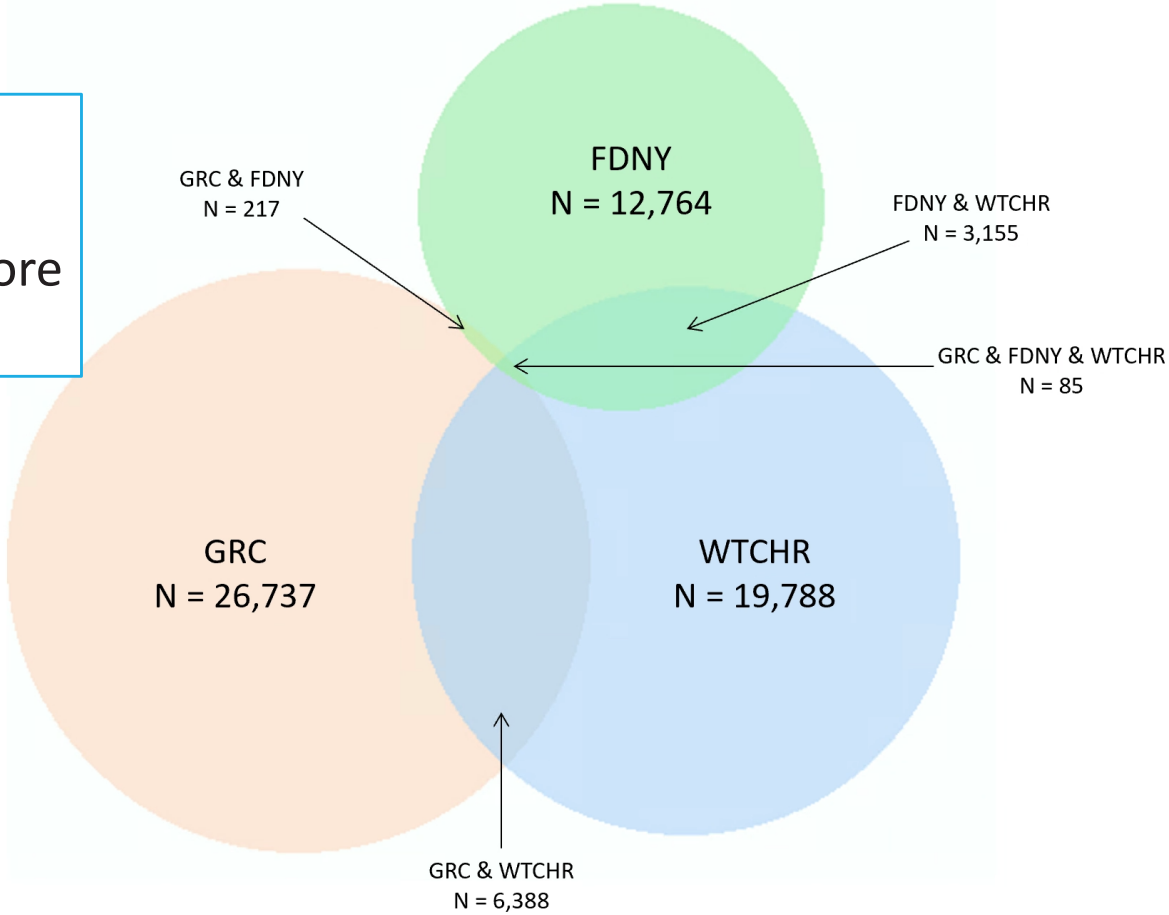 FDNY
N = 12,764
GRC & FDNY
N = 217
FDNY & WTCHR
N = 3,155
ore
GRC & FDNY & WTCHR
N = 85
GRC
N = 26,737
WTCHR
N = 19,788
GRC & WTCHR
N = 6,388